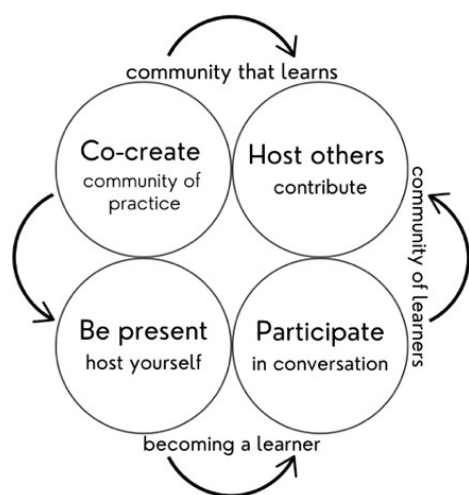 community that learns
Co-create
community of
practice
Host others
contribute
community of learners
Be present
host yourself
Participate
in conversation
becoming a learner